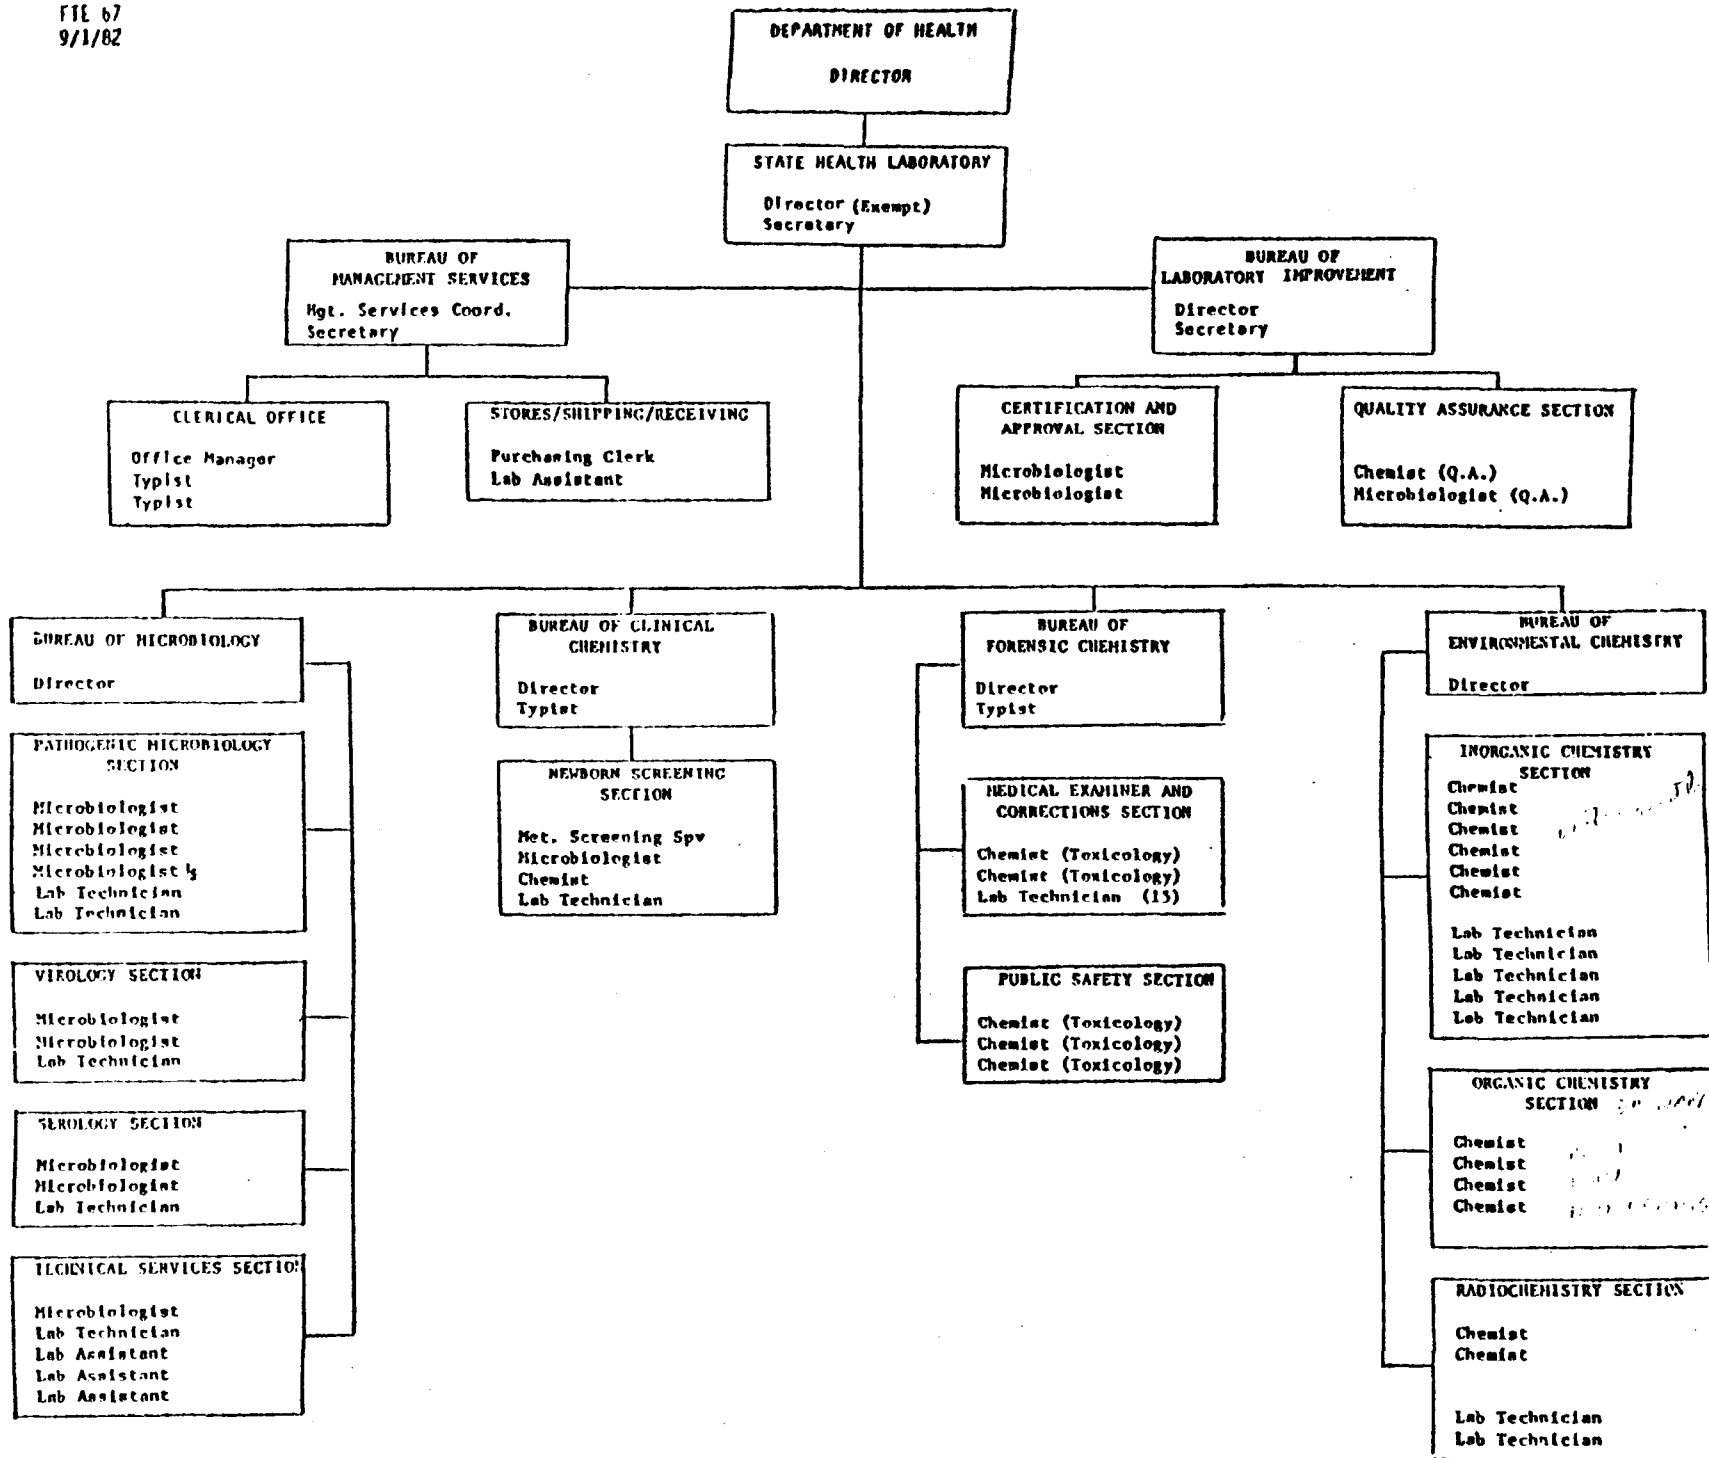 FTE 67
9/1/82
DEPARTMENT OF HEALTH
DIRECTOR
STATE HEALTH LABORATORY
Director (Exempt)
Secretary
BUREAU OF
MANAGEMENT SERVICES
Mgt. Services Coord.
Secretary
BUREAU OF
LABORATORY IMPROVEMENT
Director
Secretary
CLERICAL OFFICE
Office Manager
Typist
Typist
STORES/SHIPPING/RECEIVING
Purchasing Clerk
Lab Assistant
CERTIFICATION AND
APPROVAL SECTION
Microbiologist
Microbiologist
QUALITY ASSURANCE SECTION
Chemist (Q.A.)
Microbiologist (Q.A.)
BUREAU OF MICROBIOLOGY
Director
PATHOGENIC MICROBIOLOGY
SECTION
Microbiologist
Microbiologist
Microbiologist
Microbiologist
Lab Technician
Lab Technician
VIROLOGY SECTION
Microbiologist
Microbiologist
Lab Technician
SEROLOGY SECTION
Microbiologist
Microbiologist
Lab Technician
TECHNICAL SERVICES SECTION
Microbiologist
Lab Technician
Lab Assistant
Lab Assistant
Lab Assistant
BUREAU OF CLINICAL
CHEMISTRY
Director
Typist
NEWBORN SCREENING
SECTION
Met. Screening Spv
Microbiologist
Chemist
Lab Technician
BUREAU OF
FORENSIC CHEMISTRY
Director
Typist
MEDICAL EXAMINER AND
CORRECTIONS SECTION
Chemist (Toxicology)
Chemist (Toxicology)
Lab Technician (15)
PUBLIC SAFETY SECTION
Chemist (Toxicology)
Chemist (Toxicology)
Chemist (Toxicology)
BUREAU OF
ENVIRONMENTAL CHEMISTRY
Director
INORGANIC CHEMISTRY
SECTION
Chemist
Chemist
Chemist
Chemist
Chemist
Chemist
Lab Technician
Lab Technician
Lab Technician
Lab Technician
Lab Technician
ORGANIC CHEMISTRY
SECTION
Chemist
Chemist
Chemist
Chemist
RADIOCHEMISTRY SECTION
Chemist
Chemist
Lab Technician
Lab Technician